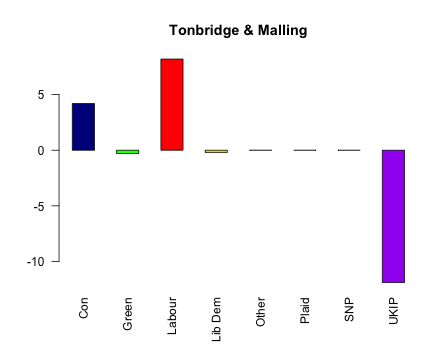 Tonbridge & Malling
5
0
-5
-10
Con
Green
Labour
Lib Dem
Other
Plaid
SNP
UKIP